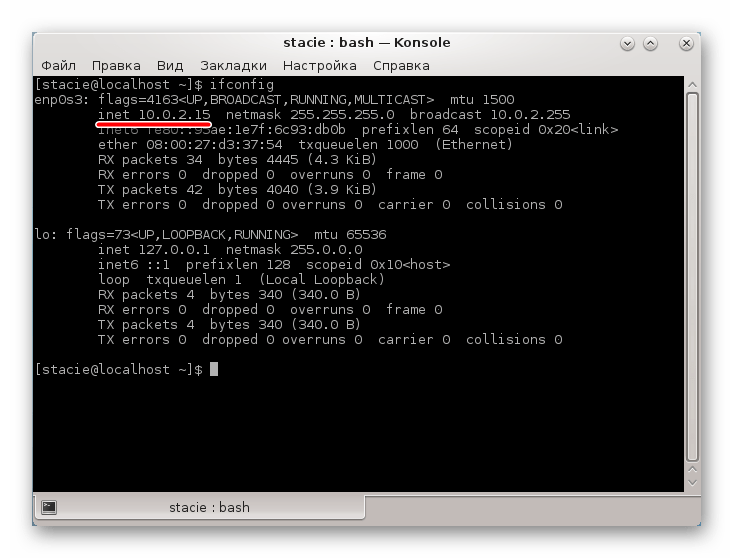 stacie : bash — Konsole
Файл Правка Вид Закладки Настройка Справка
[stacie@localhost ~]$ ifconfig
enp0s3: flags=4163<UP,BROADCAST,RUNNING,MULTICAST>  mtu 1500
        inet 10.0.2.15  netmask 255.255.255.0  broadcast 10.0.2.255
        inet6 fe80::95ae:1e7f:6c93:db0b  prefixlen 64  scopeid 0x20<link>
        ether 08:00:27:d3:37:54  txqueuelen 1000  (Ethernet)
        RX packets 34  bytes 4445 (4.3 KiB)
        RX errors 0  dropped 0  overruns 0  frame 0
        TX packets 42  bytes 4040 (3.9 KiB)
        TX errors 0  dropped 0 overruns 0  carrier 0  collisions 0
lo: flags=73<UP,LOOPBACK,RUNNING>  mtu 65536
        inet 127.0.0.1  netmask 255.0.0.0
        inet6 ::1  prefixlen 128  scopeid 0x10<host>
        loop  txqueuelen 1  (Local Loopback)
        RX packets 4  bytes 340 (340.0 B)
        RX errors 0  dropped 0  overruns 0  frame 0
        TX packets 4  bytes 340 (340.0 B)
        TX errors 0  dropped 0 overruns 0  carrier 0  collisions 0
[stacie@localhost ~]$
stacie : bash